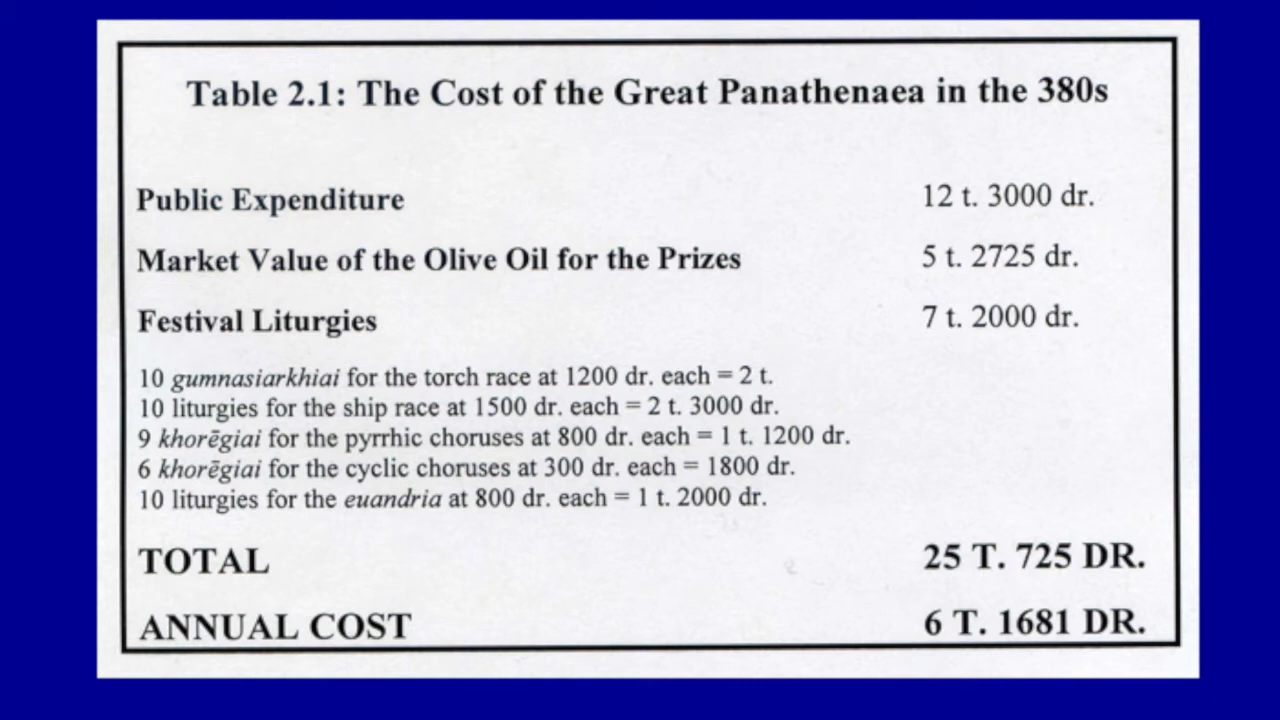 Table 2.1: The Cost of the Great Panathenaea in the 380s
Public Expenditure 12 t. 3000 dr.
Market Value of the Olive Oil for the Prizes 5 t. 2725 dr.
Festival Liturgies 7 t. 2000 dr.
10 gumnasiarkhiai for the torch race at 1200 dr. each = 2 t.
10 liturgies for the ship race at 1500 dr. each = 2 t. 3000 dr.
9 khorēgiai for the pyrrhic choruses at 800 dr. each = 1 t. 1200 dr.
6 khorēgiai for the cyclic choruses at 300 dr. each = 1800 dr.
10 liturgies for the euandria at 800 dr. each = 1 t. 2000 dr.
TOTAL 25 T. 725 DR.
ANNUAL COST 6 T. 1681 DR.